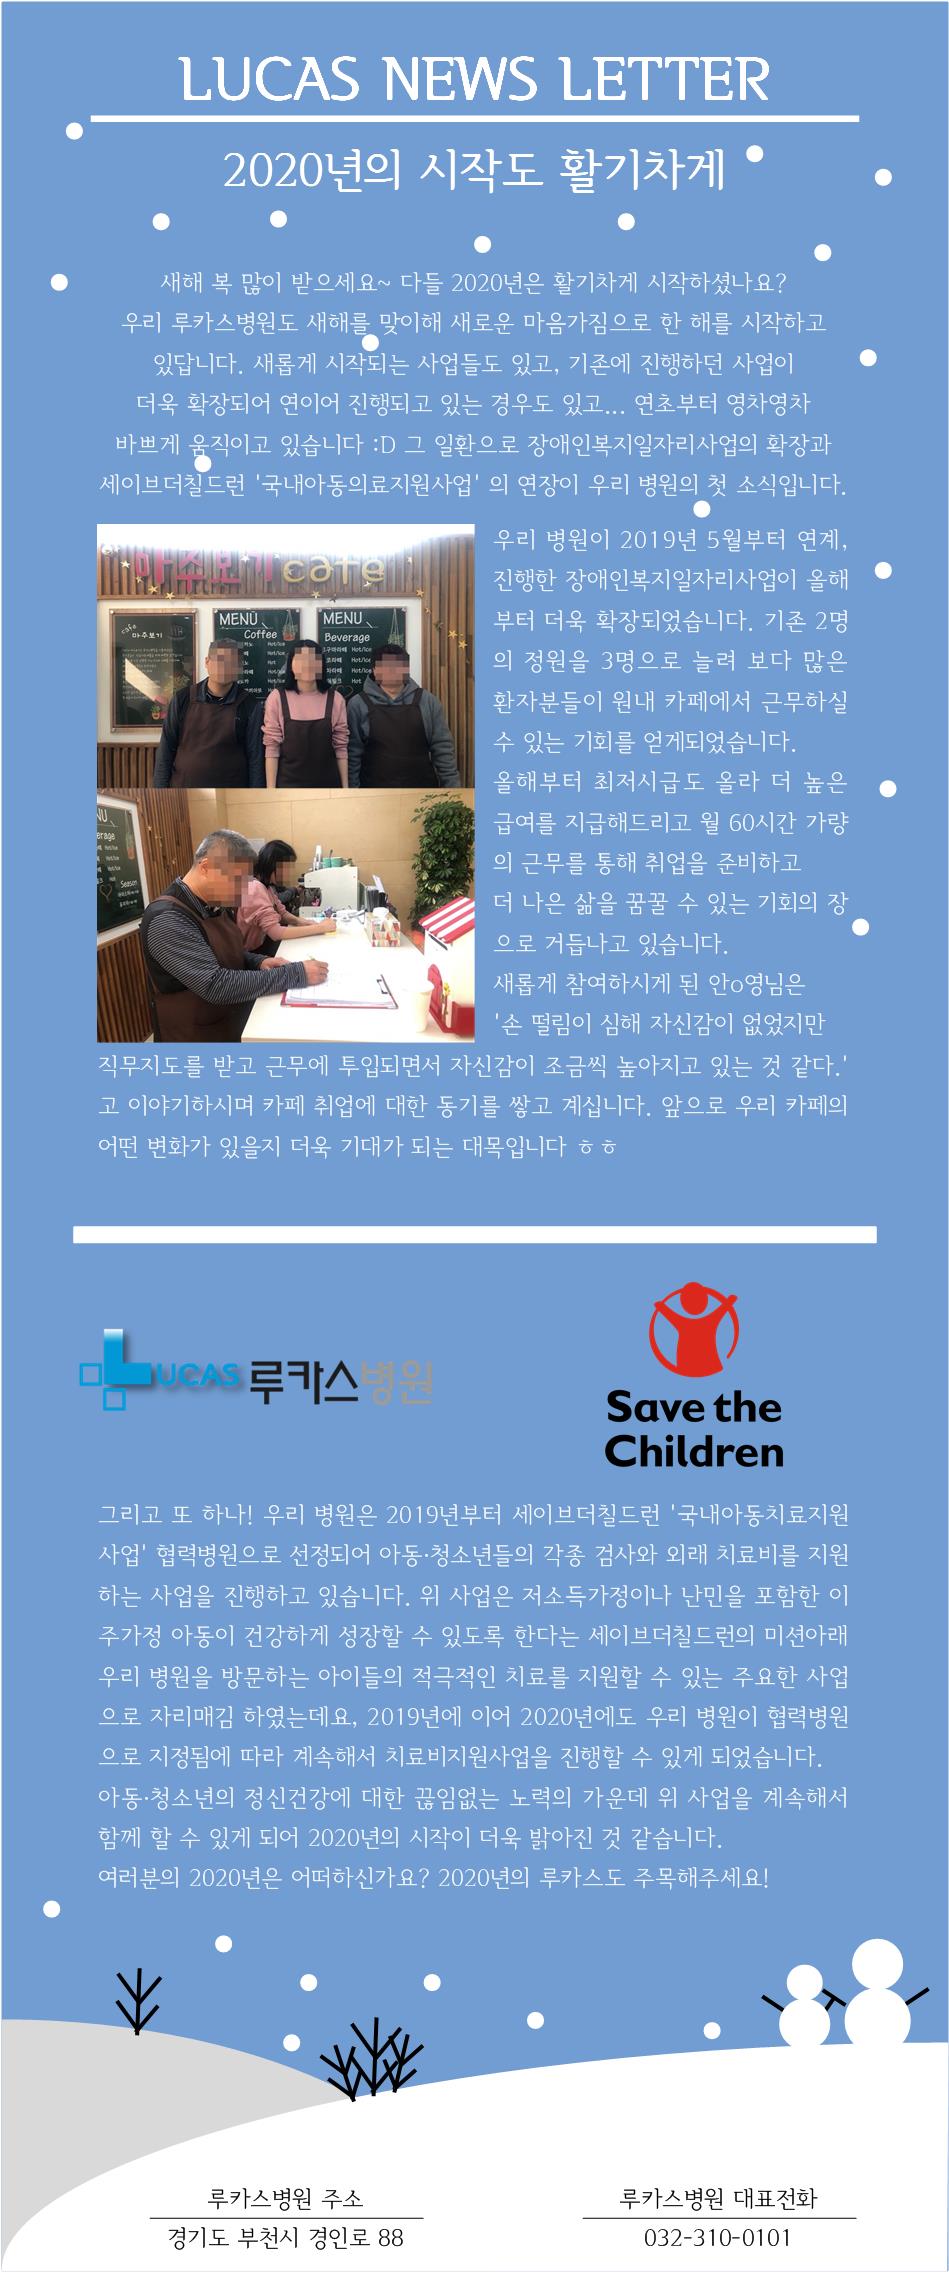 LUCAS NEWS LETTER
2020년의 시작도 활기차게
새해 복 많이 받으세요~ 다들 2020년은 활기차게 시작하셨나요?
우리 루카스병원도 새해를 맞이해 새로운 마음가짐으로 한 해를 시작하고
있답니다. 새롭게 시작되는 사업들도 있고, 기존에 진행하던 사업이
더욱 확장되어 연이어 진행되고 있는 경우도 있고... 연초부터 영차영차
바쁘게 움직이고 있습니다 :D 그 일환으로 장애인복지일자리사업의 확장과
세이브더칠드런 '국내아동의료지원사업' 의 연장이 우리 병원의 첫 소식입니다.
마주보기 cafe
cafe
마주보기
MENU
Coffee
Hot/Ice
MENU
Beverage
Hot/Ice
우리 병원이 2019년 5월부터 연계,
진행한 장애인복지일자리사업이 올해
부터 더욱 확장되었습니다. 기존 2명
의 정원을 3명으로 늘려 보다 많은
환자분들이 원내 카페에서 근무하실
수 있는 기회를 얻게되었습니다.
올해부터 최저시급도 올라 더 높은
급여를 지급해드리고 월 60시간 가량
의 근무를 통해 취업을 준비하고
더 나은 삶을 꿈꿀 수 있는 기회의 장
으로 거듭나고 있습니다.
새롭게 참여하시게 된 안o영님은
'손 떨림이 심해 자신감이 없었지만
직무지도를 받고 근무에 투입되면서 자신감이 조금씩 높아지고 있는 것 같다.'
고 이야기하시며 카페 취업에 대한 동기를 쌓고 계십니다. 앞으로 우리 카페의
어떤 변화가 있을지 더욱 기대가 되는 대목입니다 ㅎㅎ
LUCAS 루카스병원
Save the
Children
그리고 또 하나! 우리 병원은 2019년부터 세이브더칠드런 '국내아동치료지원
사업' 협력병원으로 선정되어 아동·청소년들의 각종 검사와 외래 치료비를 지원
하는 사업을 진행하고 있습니다. 위 사업은 저소득가정이나 난민을 포함한 이
주가정 아동이 건강하게 성장할 수 있도록 한다는 세이브더칠드런의 미션아래
우리 병원을 방문하는 아이들의 적극적인 치료를 지원할 수 있는 주요한 사업
으로 자리매김 하였는데요, 2019년에 이어 2020년에도 우리 병원이 협력병원
으로 지정됨에 따라 계속해서 치료비지원사업을 진행할 수 있게 되었습니다.
아동·청소년의 정신건강에 대한 끊임없는 노력의 가운데 위 사업을 계속해서
함께 할 수 있게 되어 2020년의 시작이 더욱 밝아진 것 같습니다.
여러분의 2020년은 어떠하신가요? 2020년의 루카스도 주목해주세요!
루카스병원 주소
경기도 부천시 경인로 88
루카스병원 대표전화
032-310-0101